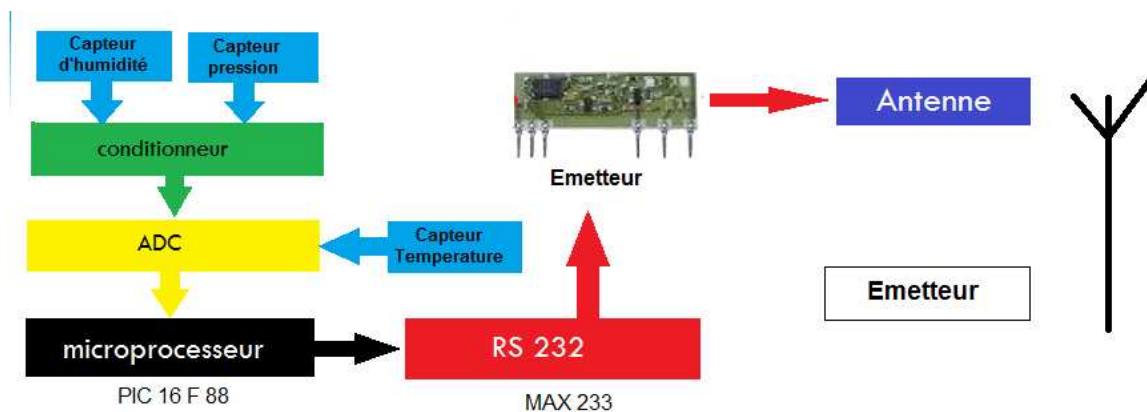 Capteur
d'humidité
Capteur
pression
conditionneur
ADC
Capteur
Temperature
microprocesseur
PIC 16 F 88
RS 232
MAX 233
Emetteur
Antenne
Emetteur